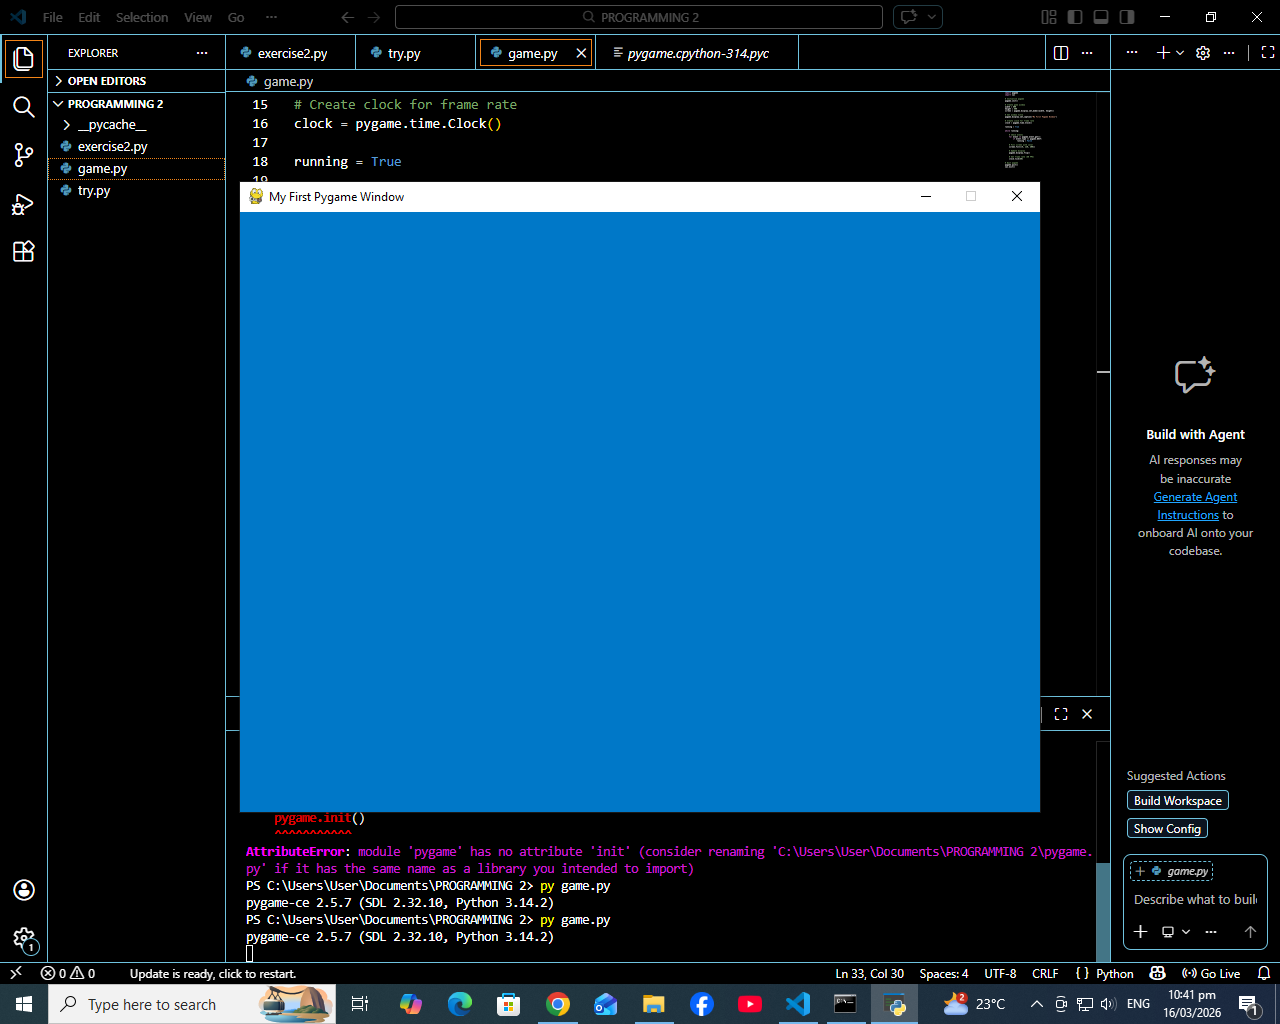 File Edit Selection View Go ··· PROGRAMMING 2
EXPLORER ···
OPEN EDITORS
PROGRAMMING 2
__pycache__
exercise2.py
game.py
try.py
exercise2.py try.py game.py pygame.cpython-314.pyc
game.py
15 # Create clock for frame rate
16 clock = pygame.time.Clock()
17
18 running = True
19
My First Pygame Window
pygame.init()
^^^^^^^^^^^
AttributeError: module 'pygame' has no attribute 'init' (consider renaming 'C:\Users\User\Documents\PROGRAMMING 2\pygame.
py' if it has the same name as a library you intended to import)
PS C:\Users\User\Documents\PROGRAMMING 2> py game.py
pygame-ce 2.5.7 (SDL 2.32.10, Python 3.14.2)
PS C:\Users\User\Documents\PROGRAMMING 2> py game.py
pygame-ce 2.5.7 (SDL 2.32.10, Python 3.14.2)
Build with Agent
AI responses may
be inaccurate
Generate Agent
Instructions to
onboard AI onto your
codebase.
Suggested Actions
Build Workspace
Show Config
game.py
Describe what to buil
1
0 0 Update is ready, click to restart. Ln 33, Col 30 Spaces: 4 UTF-8 CRLF { } Python Go Live
Type here to search
2
23°C
ENG
10:41 pm
16/03/2026
1